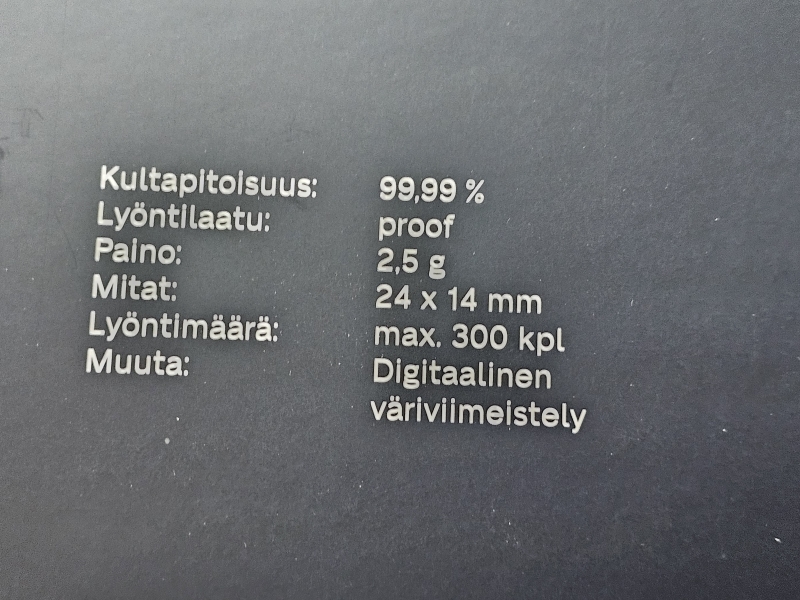 Kultapitoisuus: 99,99 %
Lyöntilaatu: proof
Paino: 2,5 g
Mitat: 24 x 14 mm
Lyöntimäärä: max. 300 kpl
Muuta: Digitaalinen
väriviimeistely